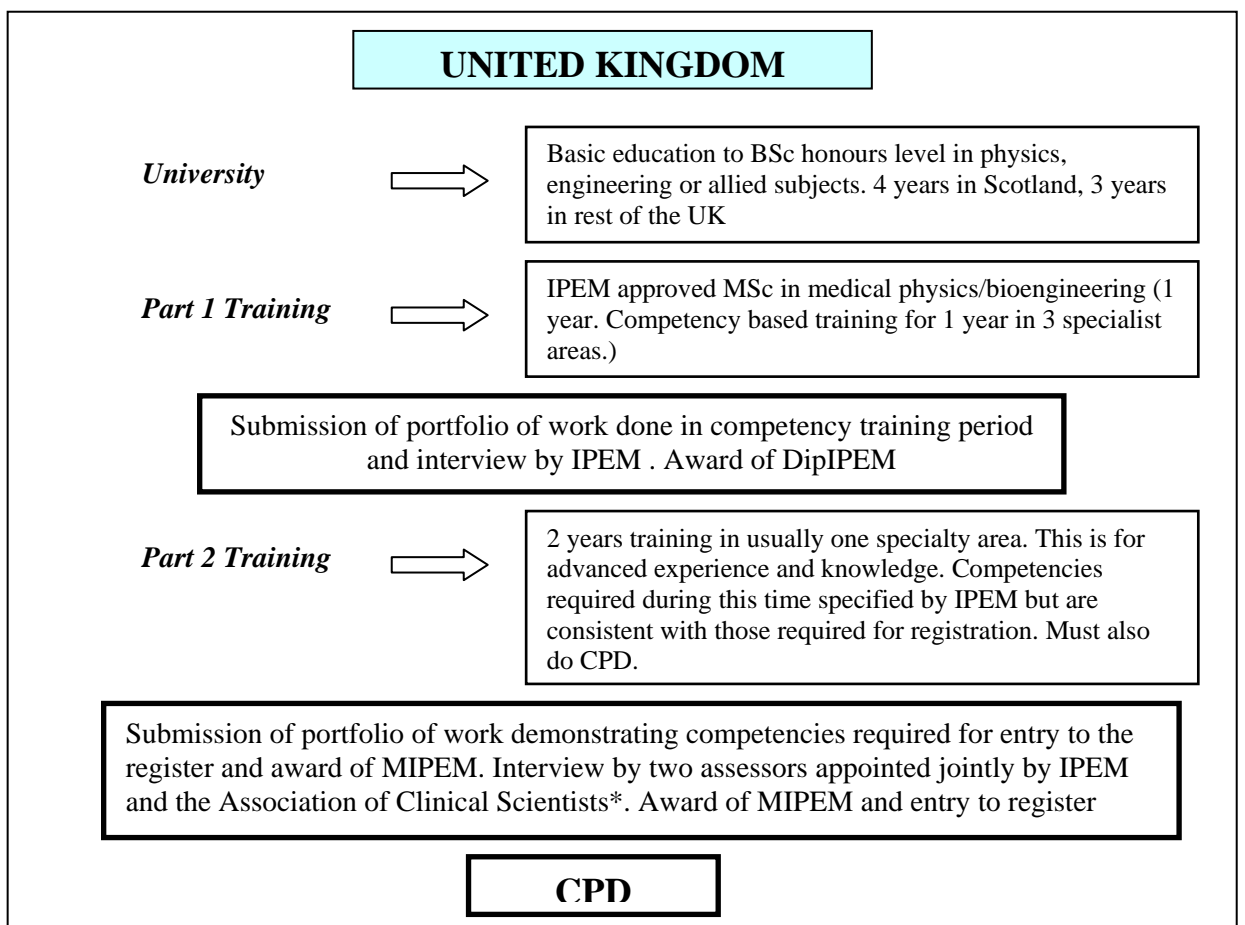 UNITED KINGDOM
University
Basic education to BSc honours level in physics,
engineering or allied subjects. 4 years in Scotland, 3 years
in rest of the UK
Part 1 Training
IPEM approved MSc in medical physics/bioengineering (1
year. Competency based training for 1 year in 3 specialist
areas.)
Submission of portfolio of work done in competency training period
and interview by IPEM . Award of DipIPEM
Part 2 Training
2 years training in usually one specialty area. This is for
advanced experience and knowledge. Competencies
required during this time specified by IPEM but are
consistent with those required for registration. Must also
do CPD.
Submission of portfolio of work demonstrating competencies required for entry to the
register and award of MIPEM. Interview by two assessors appointed jointly by IPEM
and the Association of Clinical Scientists*. Award of MIPEM and entry to register
CPD